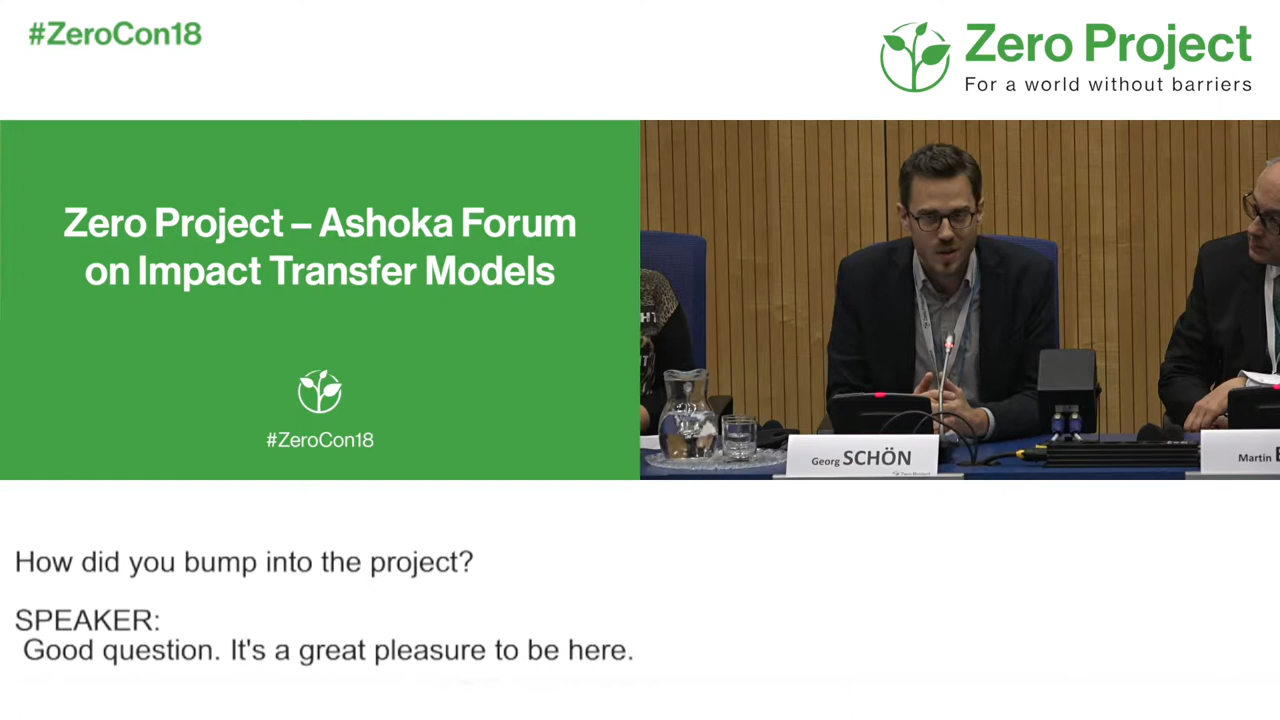 #ZeroCon18
Zero Project
For a world without barriers
Zero Project – Ashoka Forum
on Impact Transfer Models
#ZeroCon18
Georg SCHÖN
Martin
How did you bump into the project?
SPEAKER:
Good question. It's a great pleasure to be here.